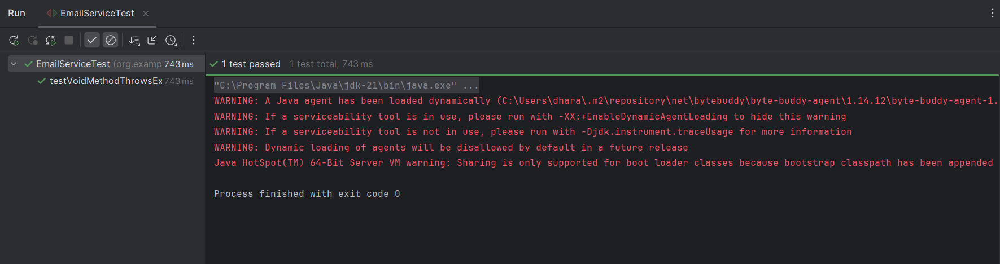 Run EmailServiceTest
EmailServiceTest (org.examp 743 ms
testVoidMethodThrowsEx 743 ms
1 test passed 1 test total, 743 ms
"C:\Program Files\Java\jdk-21\bin\java.exe" ...
WARNING: A Java agent has been loaded dynamically (C:\Users\dhara\.m2\repository\net\bytebuddy\byte-buddy-agent\1.14.12\byte-buddy-agent-1.
WARNING: If a serviceability tool is in use, please run with -XX:+EnableDynamicAgentLoading to hide this warning
WARNING: If a serviceability tool is not in use, please run with -Djdk.instrument.traceUsage for more information
WARNING: Dynamic loading of agents will be disallowed by default in a future release
Java HotSpot(TM) 64-Bit Server VM warning: Sharing is only supported for boot loader classes because bootstrap classpath has been appended
Process finished with exit code 0